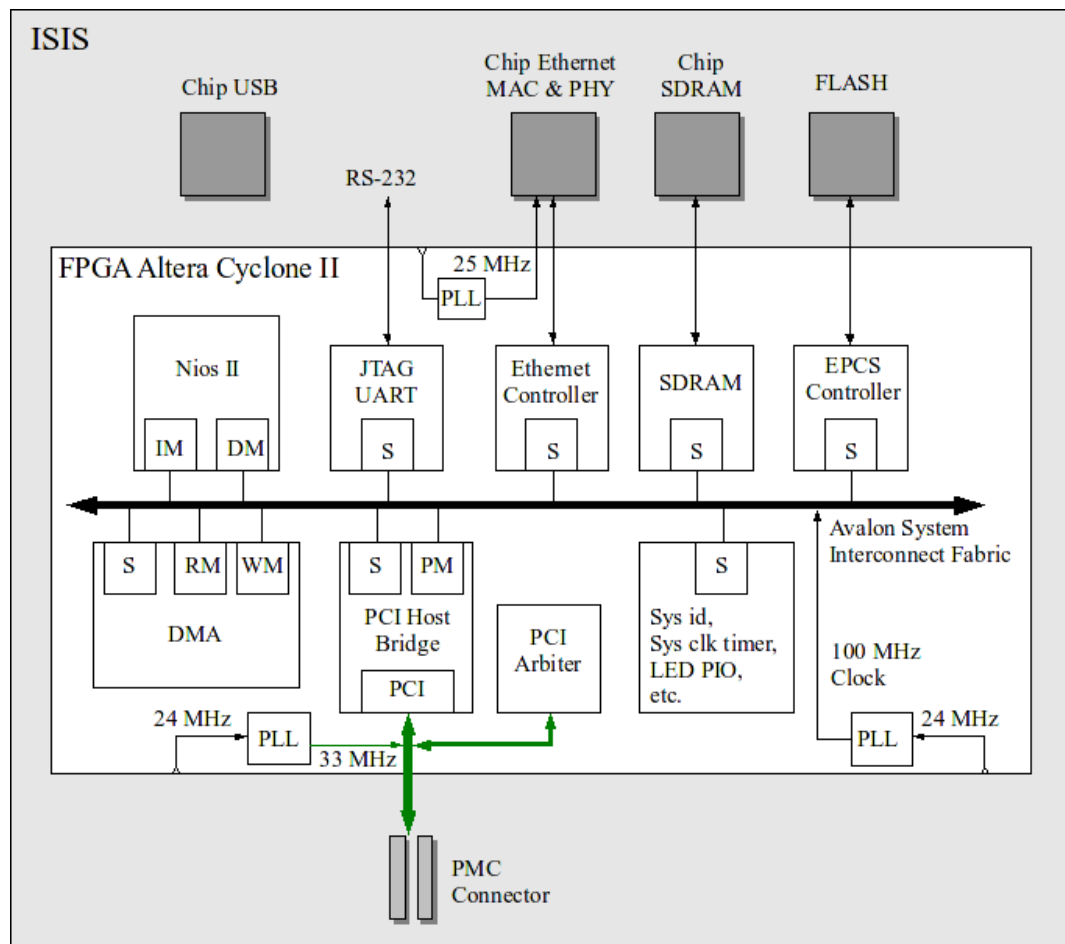 ISIS
Chip USB
Chip Ethernet
MAC & PHY
Chip
SDRAM
FLASH
RS-232
FPGA Altera Cyclone II
25 MHz
PLL
Nios II
IM
DM
JTAG
UART
S
Ethernet
Controller
S
SDRAM
S
EPCS
Controller
S
Avalon System
Interconnect Fabric
S
RM
WM
DMA
S
PM
PCI Host
Bridge
PCI
PCI
Arbiter
S
Sys id,
Sys clk timer,
LED PIO,
etc.
100 MHz
Clock
24 MHz
PLL
33 MHz
PLL
24 MHz
PMC
Connector